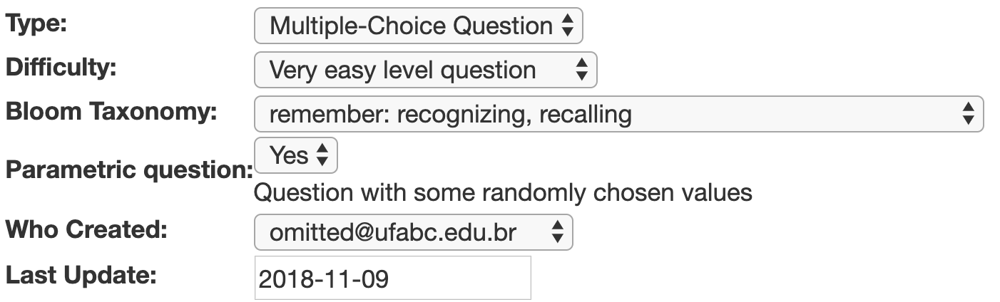 Type: Multiple-Choice Question
Difficulty: Very easy level question
Bloom Taxonomy: remember: recognizing, recalling
Parametric question: Yes
Question with some randomly chosen values
Who Created: omitted@ufabc.edu.br
Last Update: 2018-11-09